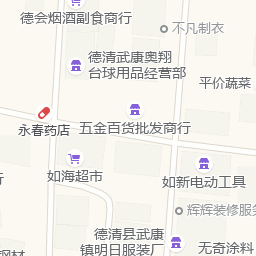 德会烟酒副食商行
不凡制衣
德清武康奥翔
台球用品经营部
平价蔬菜
永春药店
五金百货批发商行
如海超市
如新电动工具
行
辉辉装修服务
德清县武康
镇明日服装厂
无奇涂料
钢材